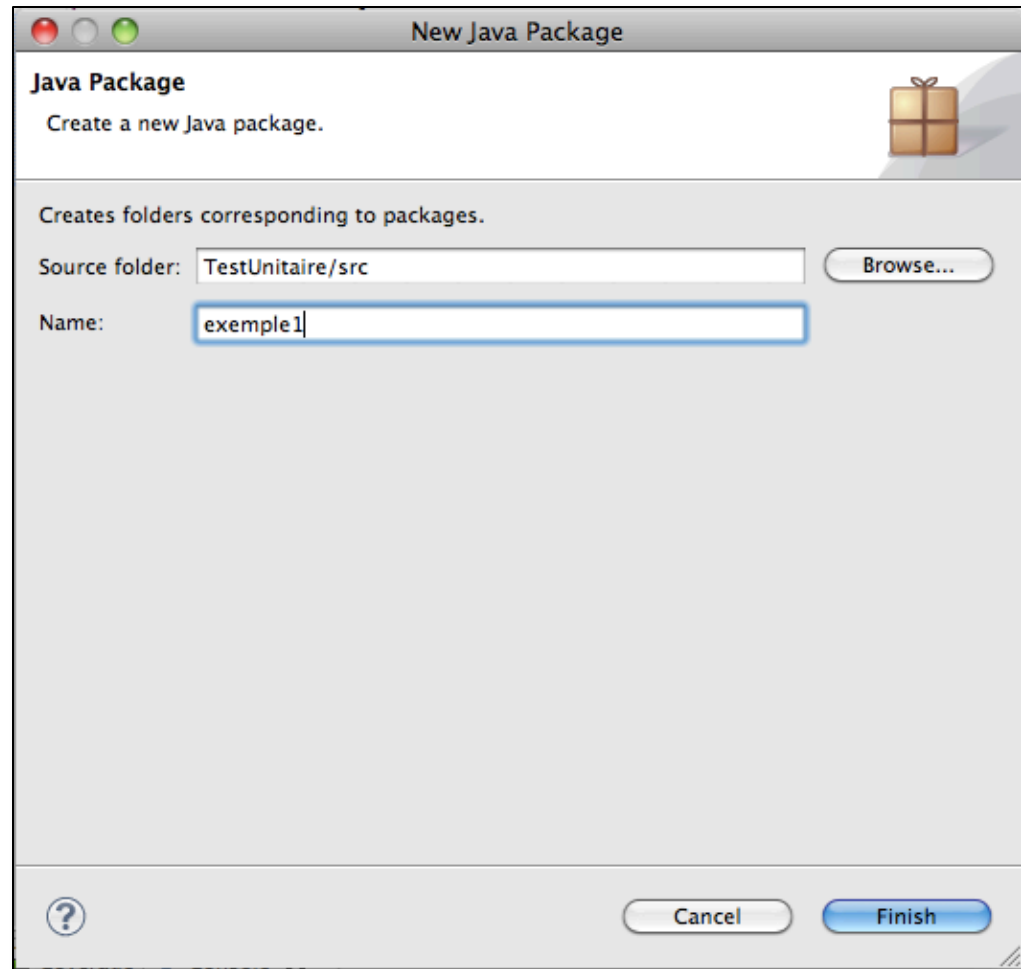 New Java Package
Java Package
Create a new Java package.
Creates folders corresponding to packages.
Source folder: TestUnitaire/src Browse...
Name: exemple1
? Cancel Finish